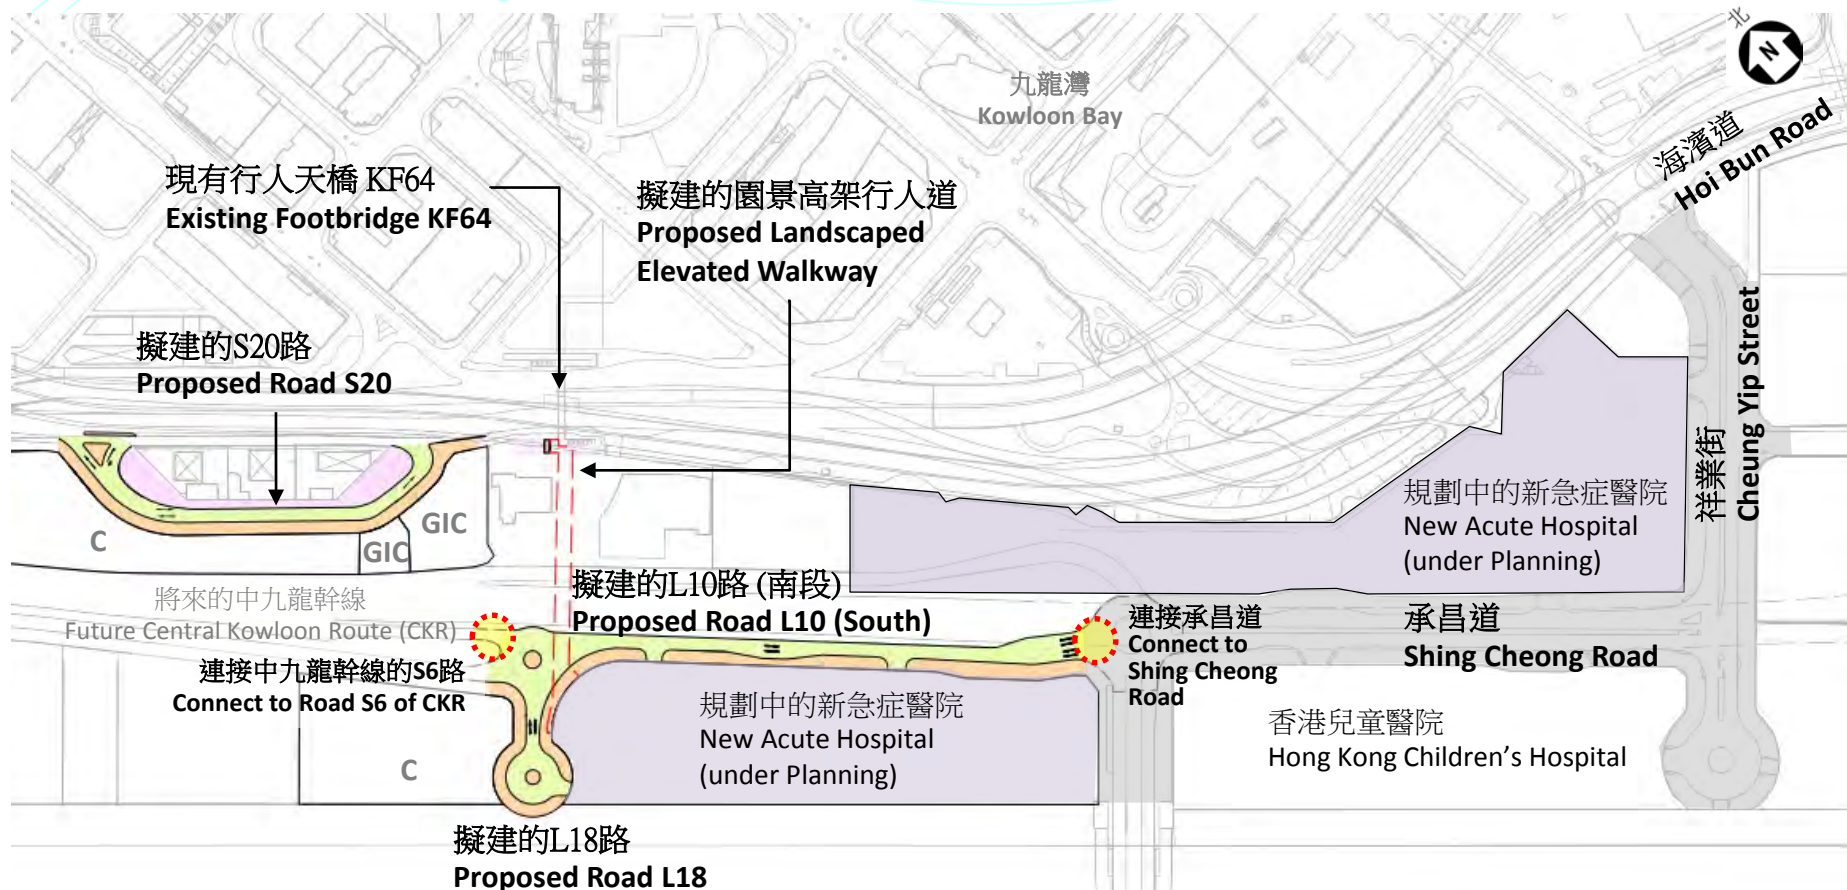 北
N
九龍灣
Kowloon Bay
海濱道
Hoi Bun Road
現有行人天橋 KF64
Existing Footbridge KF64
擬建的園景高架行人道
Proposed Landscaped
Elevated Walkway
擬建的S20路
Proposed Road S20
祥業街
Cheung Yip Street
規劃中的新急症醫院
New Acute Hospital
(under Planning)
C
GIC
GIC
將來的中九龍幹線
Future Central Kowloon Route (CKR)
擬建的L10路 (南段)
Proposed Road L10 (South)
連接承昌道
Connect to
Shing Cheong
Road
承昌道
Shing Cheong Road
連接中九龍幹線的S6路
Connect to Road S6 of CKR
規劃中的新急症醫院
New Acute Hospital
(under Planning)
香港兒童醫院
Hong Kong Children's Hospital
C
擬建的L18路
Proposed Road L18